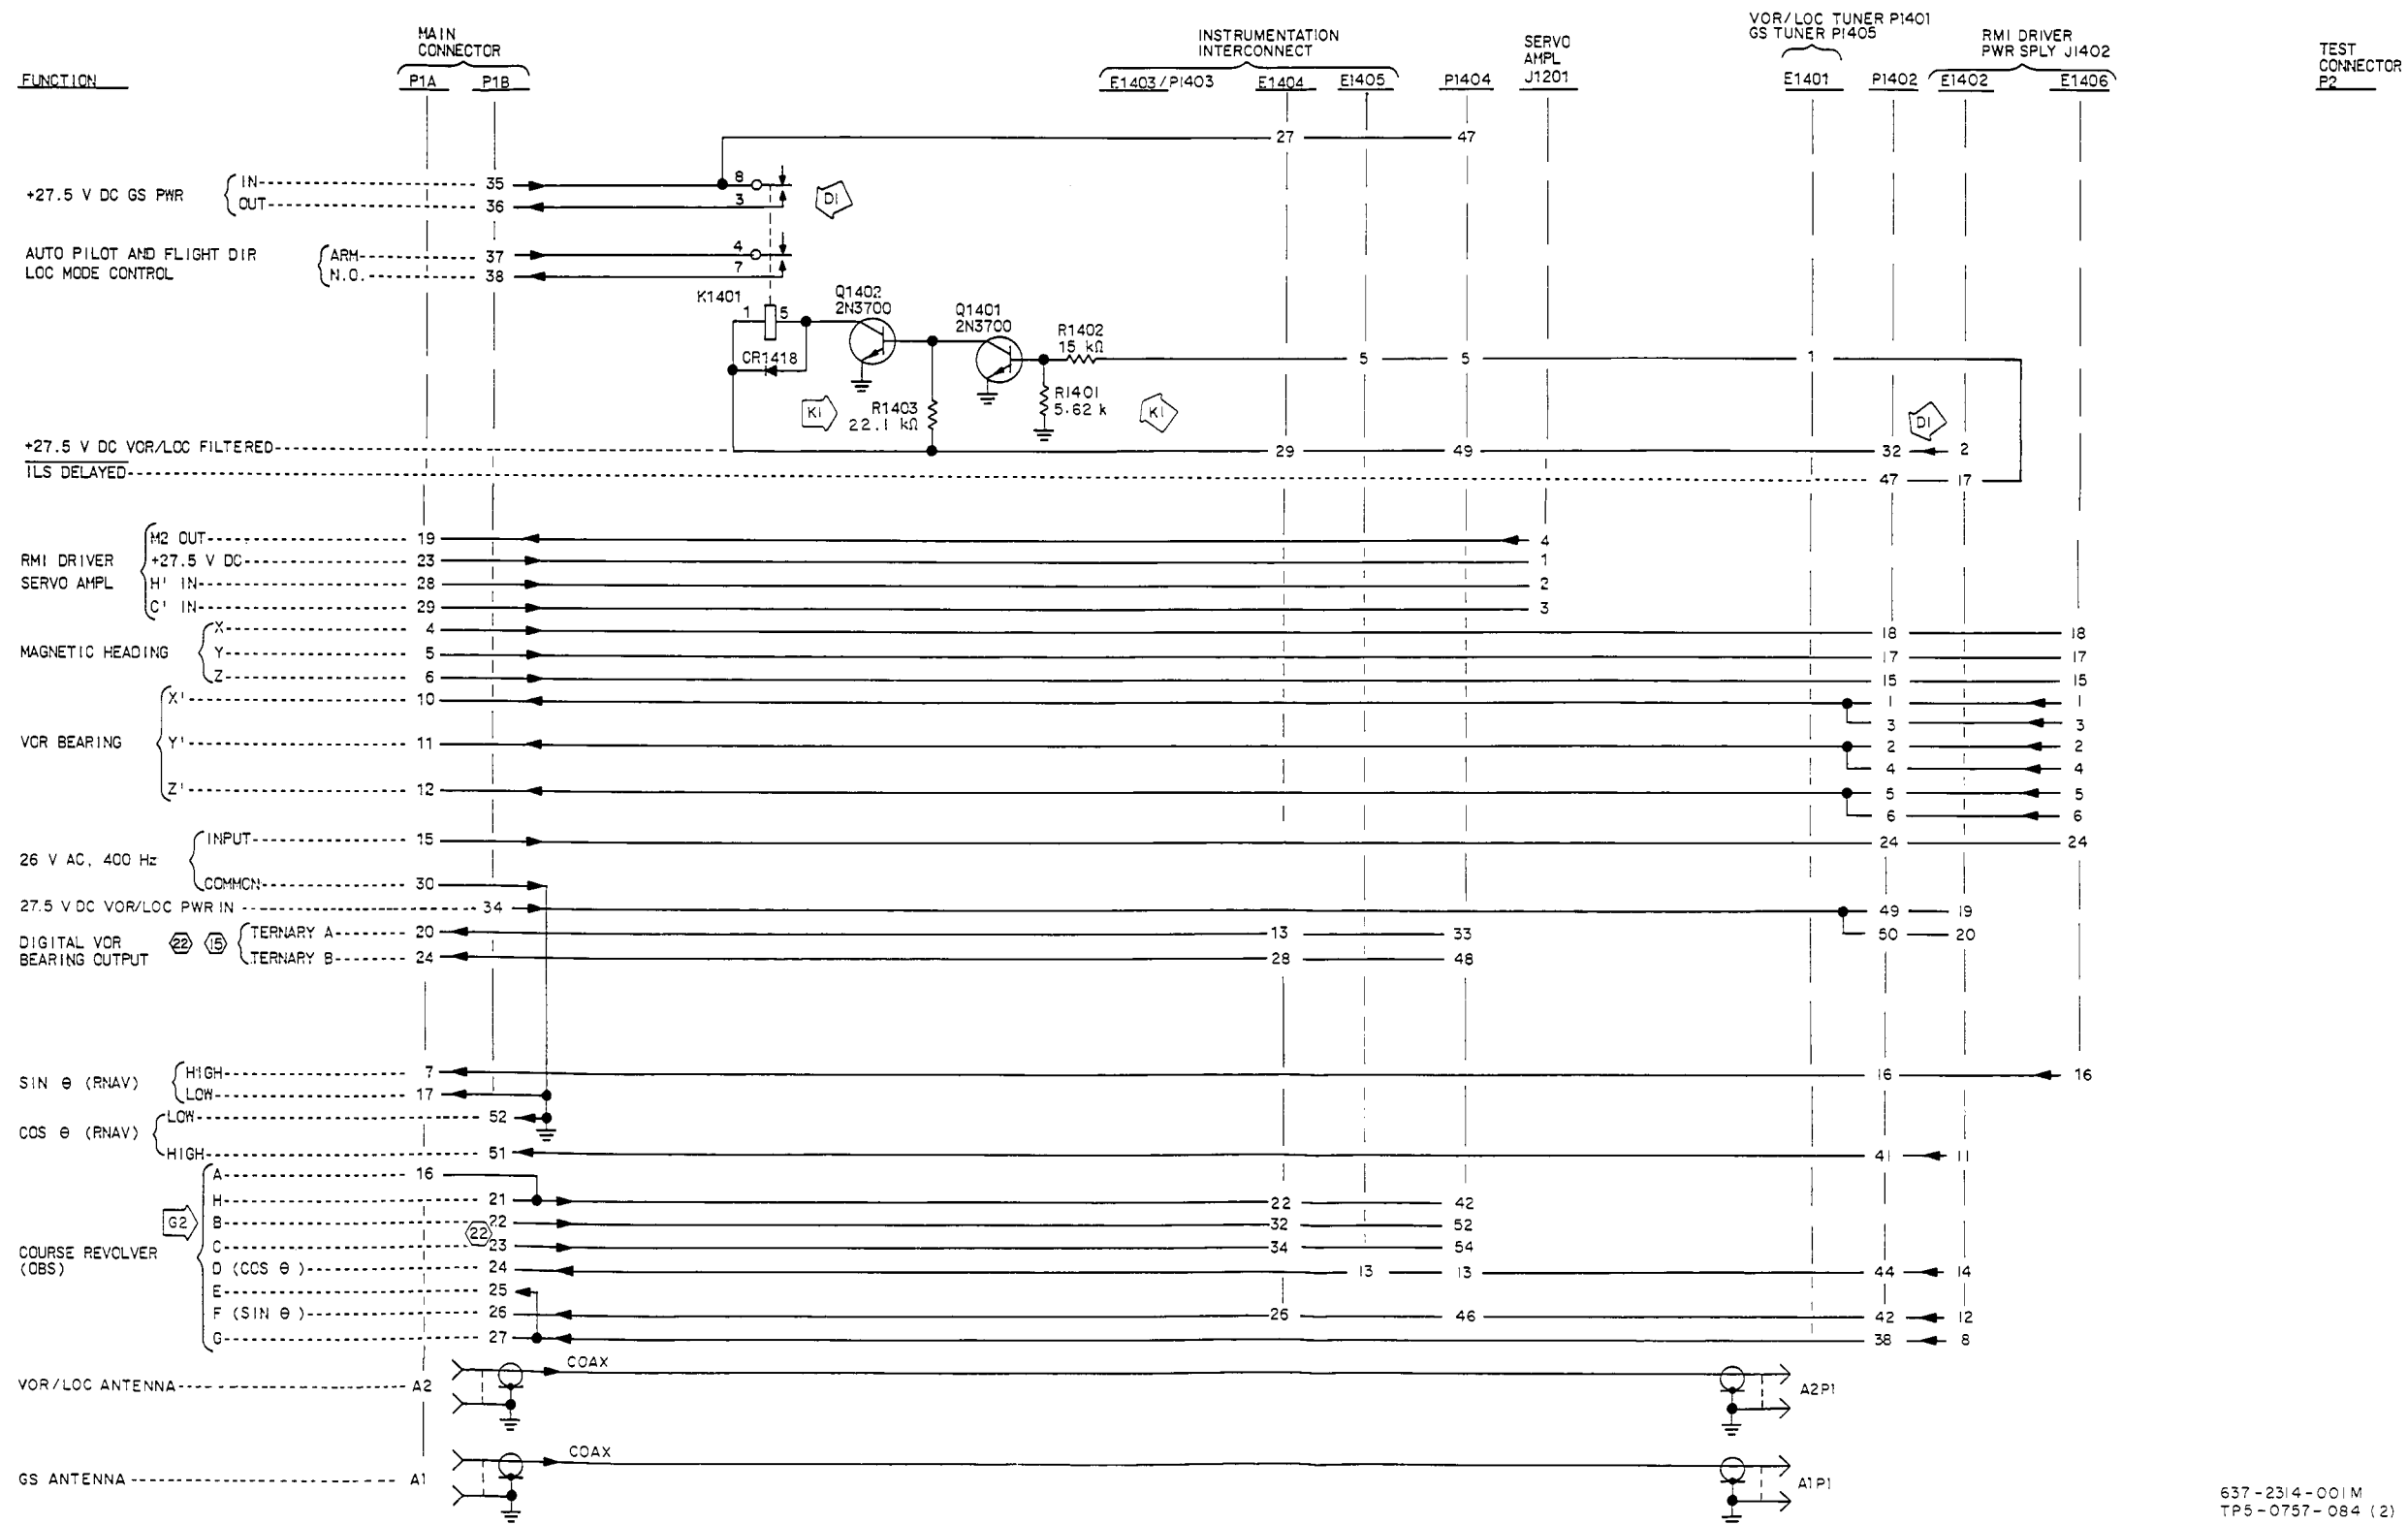 FUNCTION
MAIN
CONNECTOR
P1A P1B
INSTRUMENTATION
INTERCONNECT
E1403/P1403 E1404 E1405 P1404
SERVO
AMPL
J1201
VOR/LOC TUNER P1401
GS TUNER P1405
E1401 P1402
RMI DRIVER
PWR SPLY J1402
E1402 E1406
TEST
CONNECTOR
P2
27 47
+27.5 V DC GS PWR
IN 35 8
OUT 36 3
D1
AUTO PILOT AND FLIGHT DIR
LOC MODE CONTROL
ARM 37 4
N.O. 38 7
K1401
1 5
CR1418
Q1402
2N3700
Q1401
2N3700
R1402
15 kΩ
5 5 1
R1401
5.62 k
K1
R1403
22.1 kΩ
K1
D1
+27.5 V DC VOR/LOC FILTERED 29 49 32 2
ILS DELAYED 47 17
RMI DRIVER
SERVO AMPL
M2 OUT 19 4
+27.5 V DC 23 1
H' IN 28 2
C' IN 29 3
MAGNETIC HEADING
X 4 18 18
Y 5 17 17
Z 6 15 15
VOR BEARING
X' 10 1 1
3 3
Y' 11 2 2
4 4
Z' 12 5 5
6 6
26 V AC, 400 Hz
INPUT 15 24 24
COMMON 30
27.5 V DC VOR/LOC PWR IN 34 49 19
50 20
DIGITAL VOR
BEARING OUTPUT
22 15
TERNARY A 20 13 33
TERNARY B 24 28 48
SIN θ (RNAV)
HIGH 7 16 16
LOW 17
COS θ (RNAV)
LOW 52
HIGH 51 41 11
G2
COURSE REVOLVER
(OBS)
A 16
H 21 22 42
B 22 32 52
22
C 23 34 54
D (COS θ) 24 13 13 44 14
E 25
F (SIN θ) 26 26 46 42 12
G 27 38 8
VOR/LOC ANTENNA A2 COAX A2P1
GS ANTENNA A1 COAX A1P1
637-2314-001M
TP5-0757-084 (2)